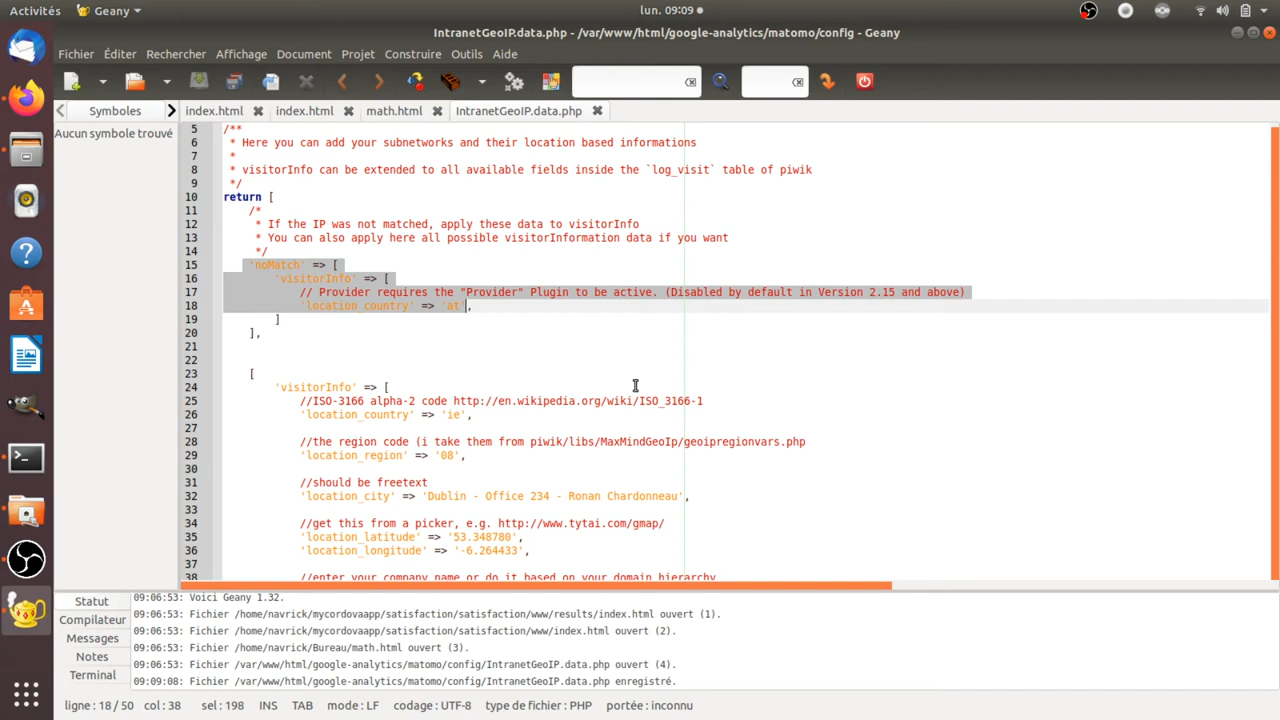 Activités Geany lun. 09:09
IntranetGeoIP.data.php - /var/www/html/google-analytics/matomo/config - Geany
Fichier Éditer Rechercher Affichage Document Projet Construire Outils Aide
Symboles index.html index.html math.html IntranetGeoIP.data.php
Aucun symbole trouvé
5 /**
6 * Here you can add your subnetworks and their location based informations
7 *
8 * visitorInfo can be extended to all available fields inside the `log_visit` table of piwik
9 */
10 return [
11 /*
12 * If the IP was not matched, apply these data to visitorInfo
13 * You can also apply here all possible visitorInformation data if you want
14 */
15 'noMatch' => [
16 'visitorInfo' => [
17 // Provider requires the "Provider" Plugin to be active. (Disabled by default in Version 2.15 and above)
18 'location_country' => 'at',
19 ]
20 ],
21
22
23 [
24 'visitorInfo' => [
25 //ISO-3166 alpha-2 code http://en.wikipedia.org/wiki/ISO_3166-1
26 'location_country' => 'ie',
27
28 //the region code (i take them from piwik/libs/MaxMindGeoIp/geoipregionvars.php
29 'location_region' => '08',
30
31 //should be freetext
32 'location_city' => 'Dublin - Office 234 - Ronan Chardonneau',
33
34 //get this from a picker, e.g. http://www.tytai.com/gmap/
35 'location_latitude' => '53.348780',
36 'location_longitude' => '-6.264433',
37
38 //enter your company name or do it based on your domain hierarchy
Statut
Compilateur
Messages
Notes
Terminal
09:06:53: Voici Geany 1.32.
09:06:53: Fichier /home/navrick/mycordovaapp/satisfaction/satisfaction/www/results/index.html ouvert (1).
09:06:53: Fichier /home/navrick/mycordovaapp/satisfaction/satisfaction/www/index.html ouvert (2).
09:06:53: Fichier /home/navrick/Bureau/math.html ouvert (3).
09:06:53: Fichier /var/www/html/google-analytics/matomo/config/IntranetGeoIP.data.php ouvert (4).
09:09:08: Fichier /var/www/html/google-analytics/matomo/config/IntranetGeoIP.data.php enregistré.
ligne : 18 / 50 col : 38 sel : 198 INS TAB mode : LF codage : UTF-8 type de fichier : PHP portée : inconnu